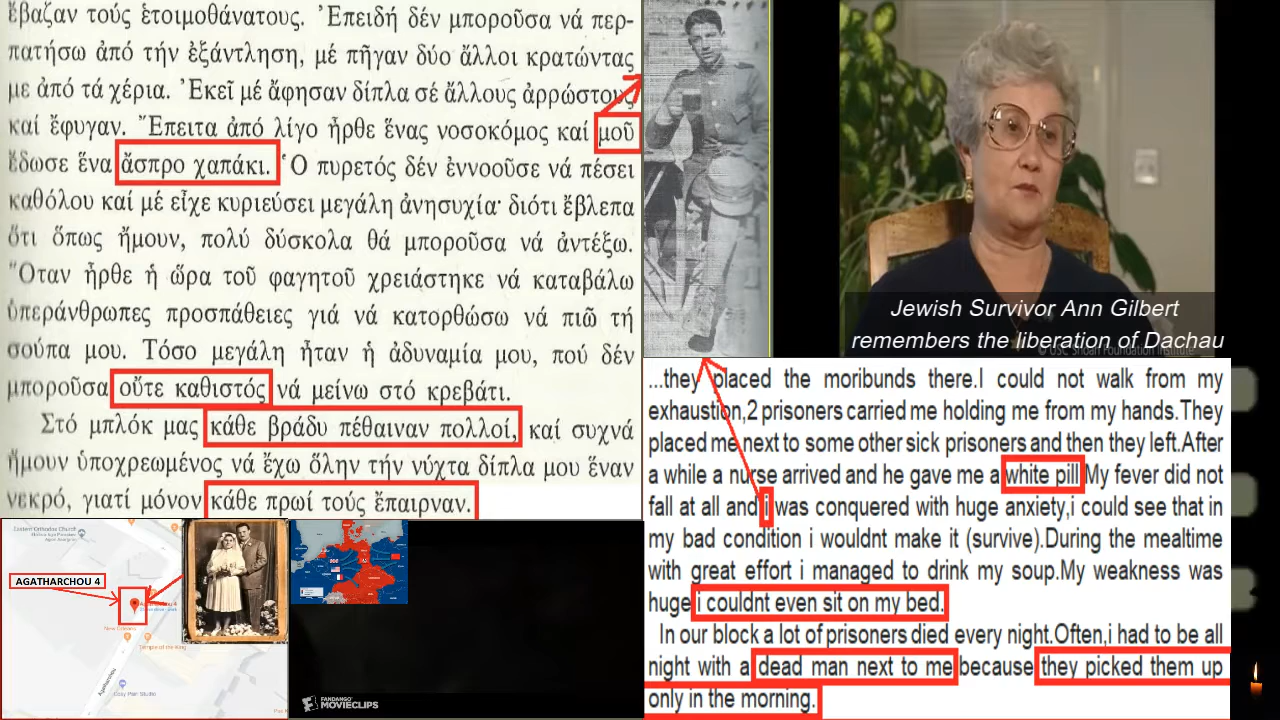 ἔβαζαν τούς ἑτοιμοθάνατους. Ἐπειδή δέν μποροῦσα νά περ-
πατήσω ἀπό τήν ἐξάντληση, μέ πῆγαν δύο ἄλλοι κρατώντας
με ἀπό τά χέρια. Ἐκεῖ μέ ἄφησαν δίπλα σέ ἄλλους ἀρρώστους
καί ἔφυγαν. Ἔπειτα ἀπό λίγο ἦρθε ἕνας νοσοκόμος καί μοῦ
ἔδωσε ἕνα ἄσπρο χαπάκι. Ὁ πυρετός δέν ἐννοοῦσε νά πέσει
καθόλου καί μέ εἶχε κυριεύσει μεγάλη ἀνησυχία· διότι ἔβλεπα
ὅτι ὅπως ἤμουν, πολύ δύσκολα θά μποροῦσα νά ἀντέξω.
Ὅταν ἦρθε ἡ ὥρα τοῦ φαγητοῦ χρειάστηκε νά καταβάλω
ὑπεράνθρωπες προσπάθειες γιά νά κατορθώσω νά πιῶ τή
σούπα μου. Τόσο μεγάλη ἦταν ἡ ἀδυναμία μου, πού δέν
μποροῦσα οὔτε καθιστός νά μείνω στό κρεβάτι.
Στό μπλόκ μας κάθε βράδυ πέθαιναν πολλοί, καί συχνά
ἤμουν ὑποχρεωμένος νά ἔχω ὅλην τήν νύχτα δίπλα μου ἕναν
νεκρό, γιατί μόνον κάθε πρωί τούς ἔπαιρναν.
Jewish Survivor Ann Gilbert
remembers the liberation of Dachau
© USC Shoah Foundation Institute
...they placed the moribunds there.I could not walk from my
exhaustion,2 prisoners carried me holding me from my hands.They
placed me next to some other sick prisoners and then they left.After
a while a nurse arrived and he gave me a white pill My fever did not
fall at all and i was conquered with huge anxiety,i could see that in
my bad condition i wouldnt make it (survive).During the mealtime
with great effort i managed to drink my soup.My weakness was
huge i couldnt even sit on my bed.
In our block a lot of prisoners died every night.Often,i had to be all
night with a dead man next to me because they picked them up
only in the morning.
AGATHARCHOU 4
Temple of the King
Agatharchou
Cozy Pain Studio
FANDANGO
MOVIECLIPS